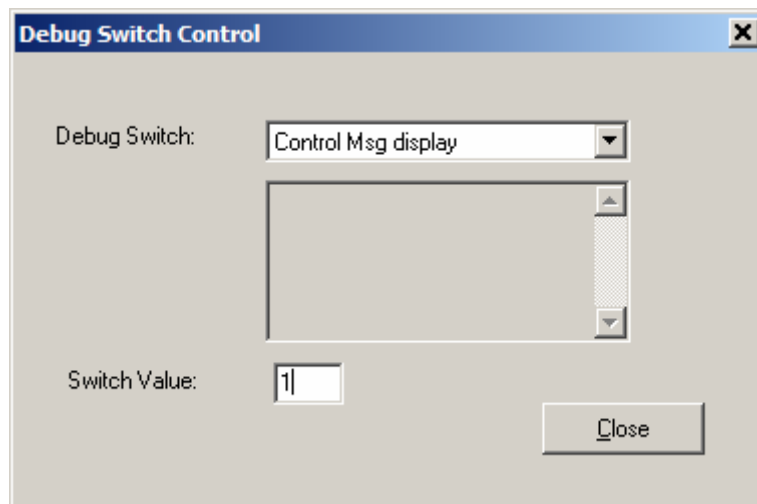 Debug Switch Control
Debug Switch:
Control Msg display
Switch Value:
1
Close